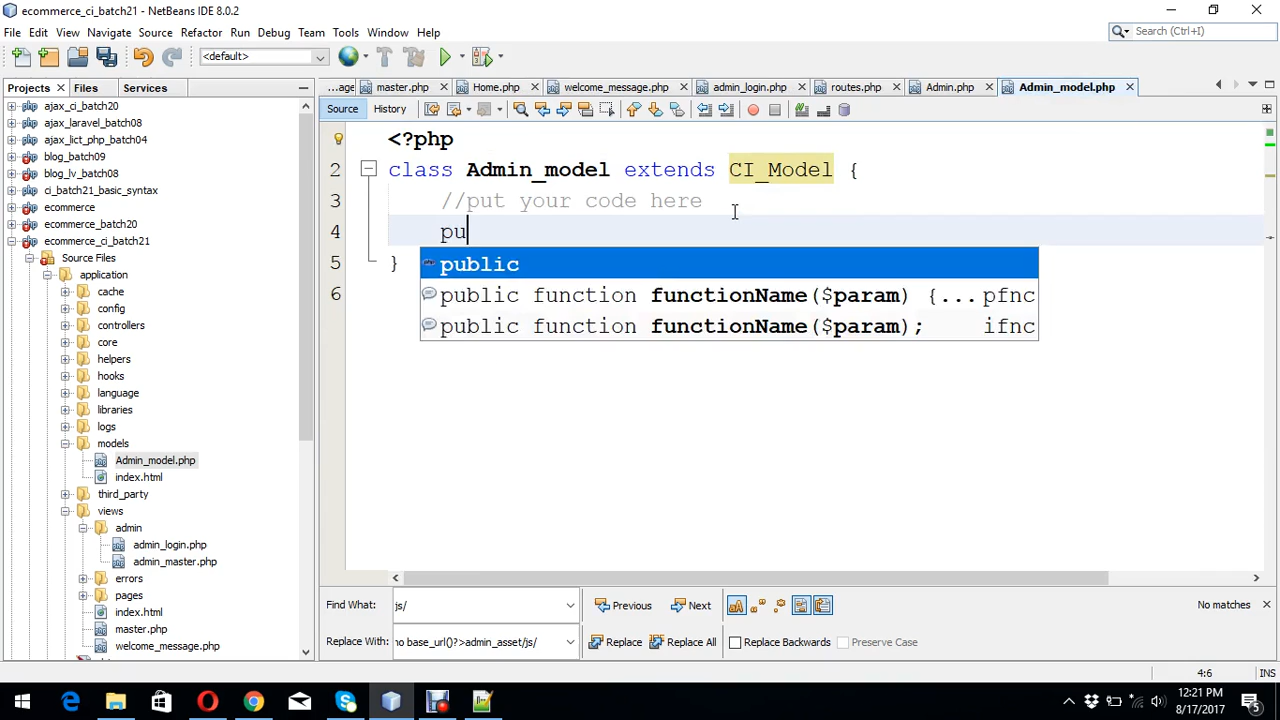 ecommerce_ci_batch21 - NetBeans IDE 8.0.2
File Edit View Navigate Source Refactor Run Debug Team Tools Window Help
Search (Ctrl+I)
<default>
Projects Files Services
...age master.php Home.php welcome_message.php admin_login.php routes.php Admin.php Admin_model.php
Source History
ajax_ci_batch20
ajax_laravel_batch08
ajax_lict_php_batch04
blog_batch09
blog_lv_batch08
ci_batch21_basic_syntax
ecommerce
ecommerce_batch20
ecommerce_ci_batch21
Source Files
application
cache
config
controllers
core
helpers
hooks
language
libraries
logs
models
Admin_model.php
index.html
third_party
views
admin
admin_login.php
admin_master.php
errors
pages
index.html
master.php
welcome_message.php
<?php
2 class Admin_model extends CI_Model {
3 //put your code here
4 pu
5 }
6
public
public function functionName($param) {... pfnc
public function functionName($param); ifnc
Find What: js/ Previous Next No matches
Replace With: no base_url()?>admin_asset/js/ Replace Replace All Replace Backwards Preserve Case
4:6 INS
12:21 PM
8/17/2017
5